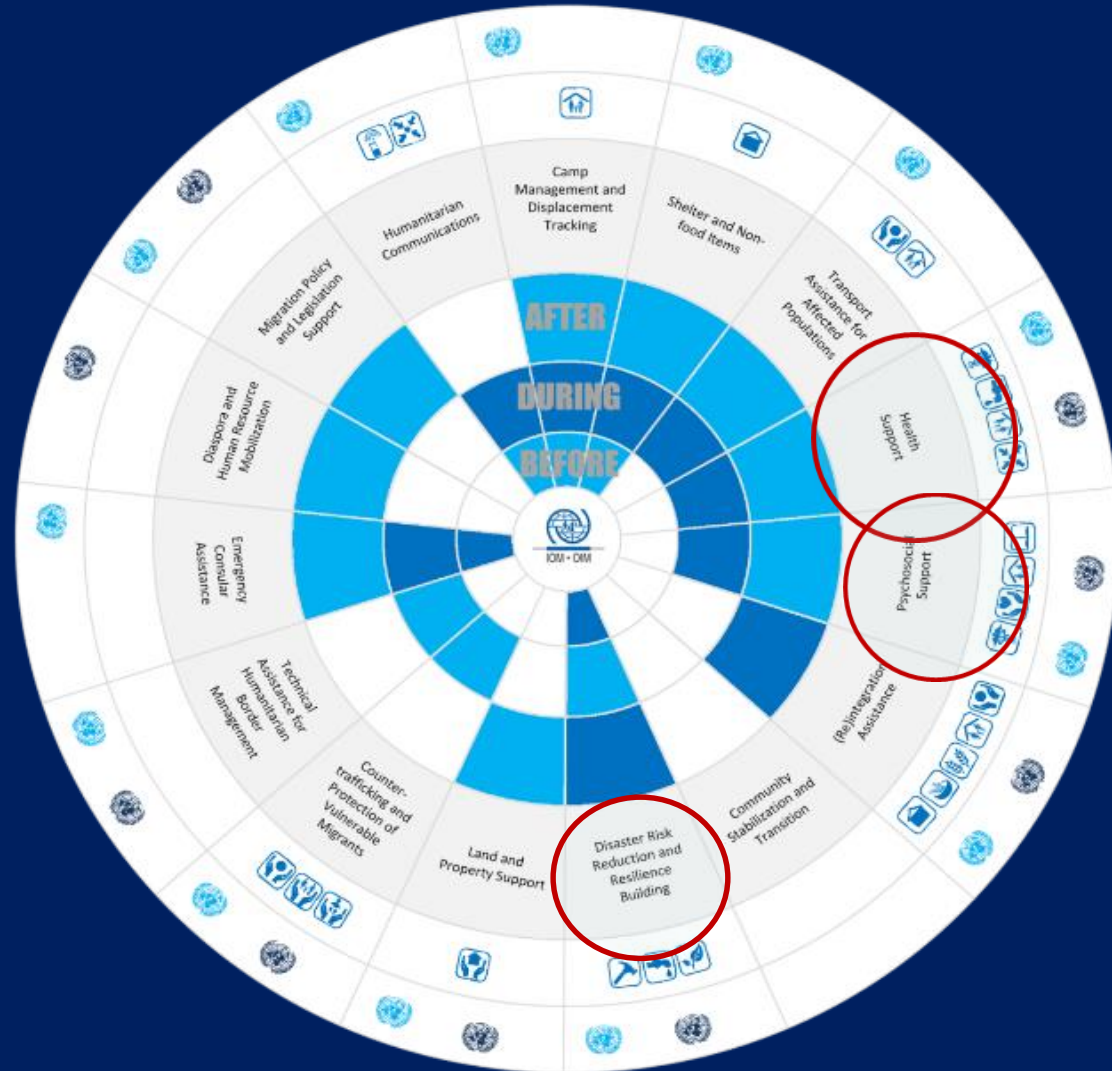 Camp
Management and
Displacement
Tracking
Shelter and Non-
food Items
Transport
Assistance for
Affected
Populations
Health
Support
Psychosocial
Support
(Re)integration
Assistance
Community
Stabilization and
Transition
Disaster Risk
Reduction and
Resilience
Building
Land and
Property Support
Counter-
trafficking and
Protection of
Vulnerable
Migrants
Technical
Assistance for
Humanitarian
Border
Management
Emergency
Consular
Assistance
Diaspora and
Human Resource
Mobilization
Migration Policy
and Legislation
Support
Humanitarian
Communications
AFTER
DURING
BEFORE
IOM • OIM